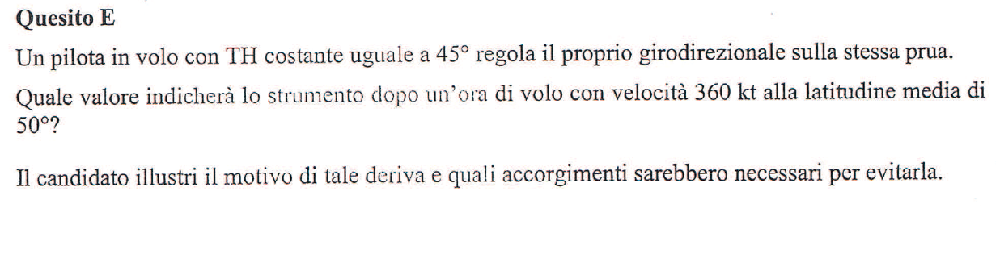 Quesito E
Un pilota in volo con TH costante uguale a 45° regola il proprio girodirezionale sulla stessa prua.
Quale valore indicherà lo strumento dopo un'ora di volo con velocità 360 kt alla latitudine media di
50°?
Il candidato illustri il motivo di tale deriva e quali accorgimenti sarebbero necessari per evitarla.